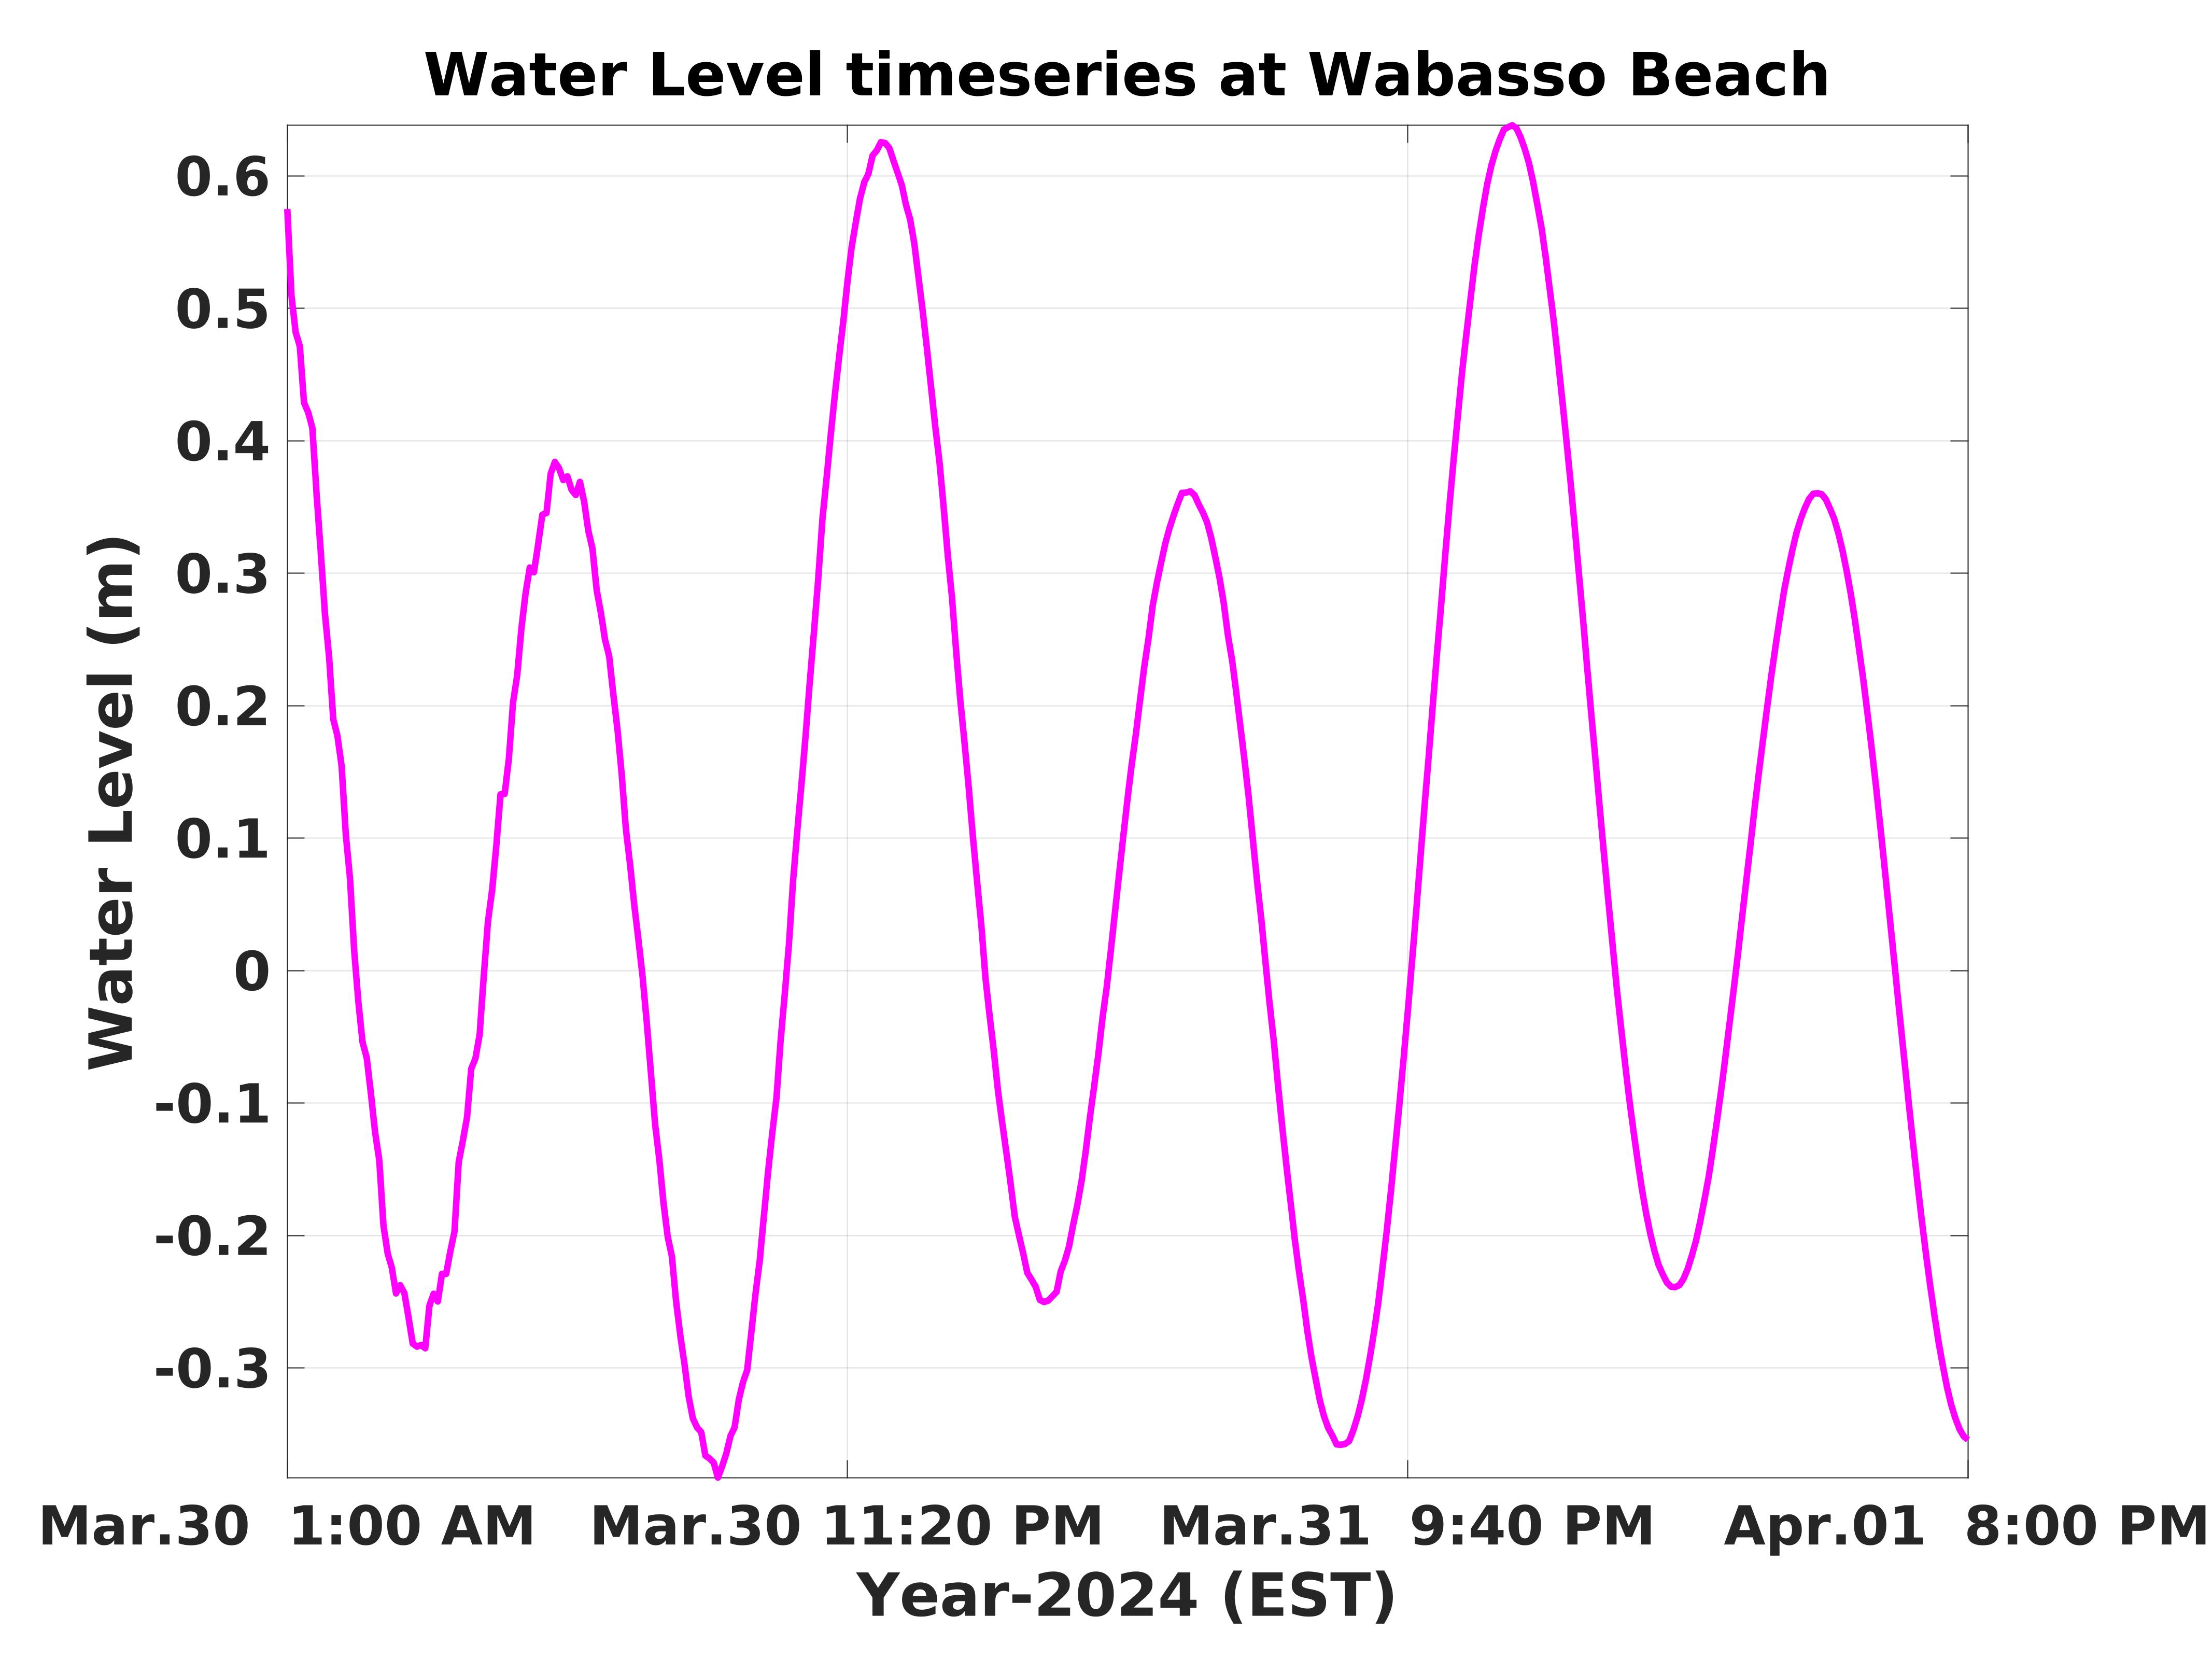 Water Level timeseries at Wabasso Beach
Water Level (m)
0.6
0.5
0.4
0.3
0.2
0.1
0
-0.1
-0.2
-0.3
Mar.30 1:00 AM
Mar.30 11:20 PM
Mar.31 9:40 PM
Apr.01 8:00 PM
Year-2024 (EST)